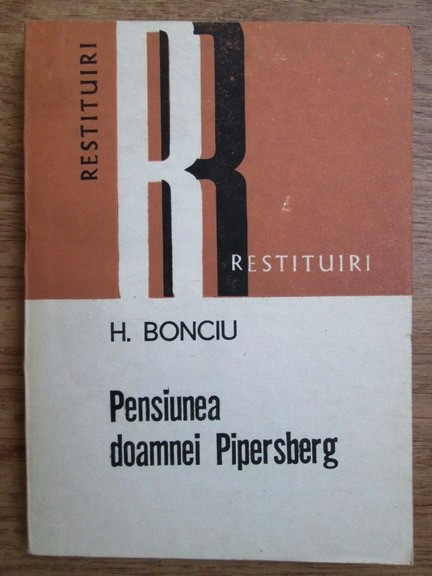 RESTITUIRI
R
RESTITUIRI
H. BONCIU
Pensiunea
doamnei Pipersberg